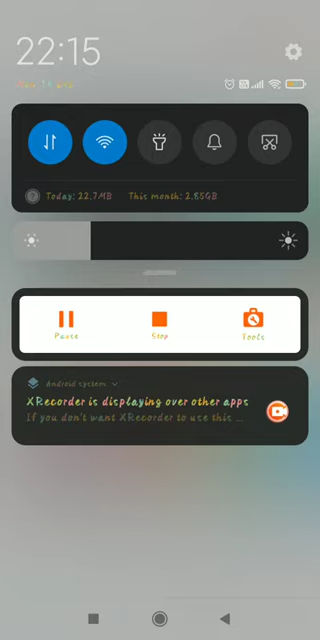 22:15
Today: 22.7MB This month: 2.85GB
Pause Stop Tools
Android system
XRecorder is displaying over other apps
If you don't want XRecorder to use this ...